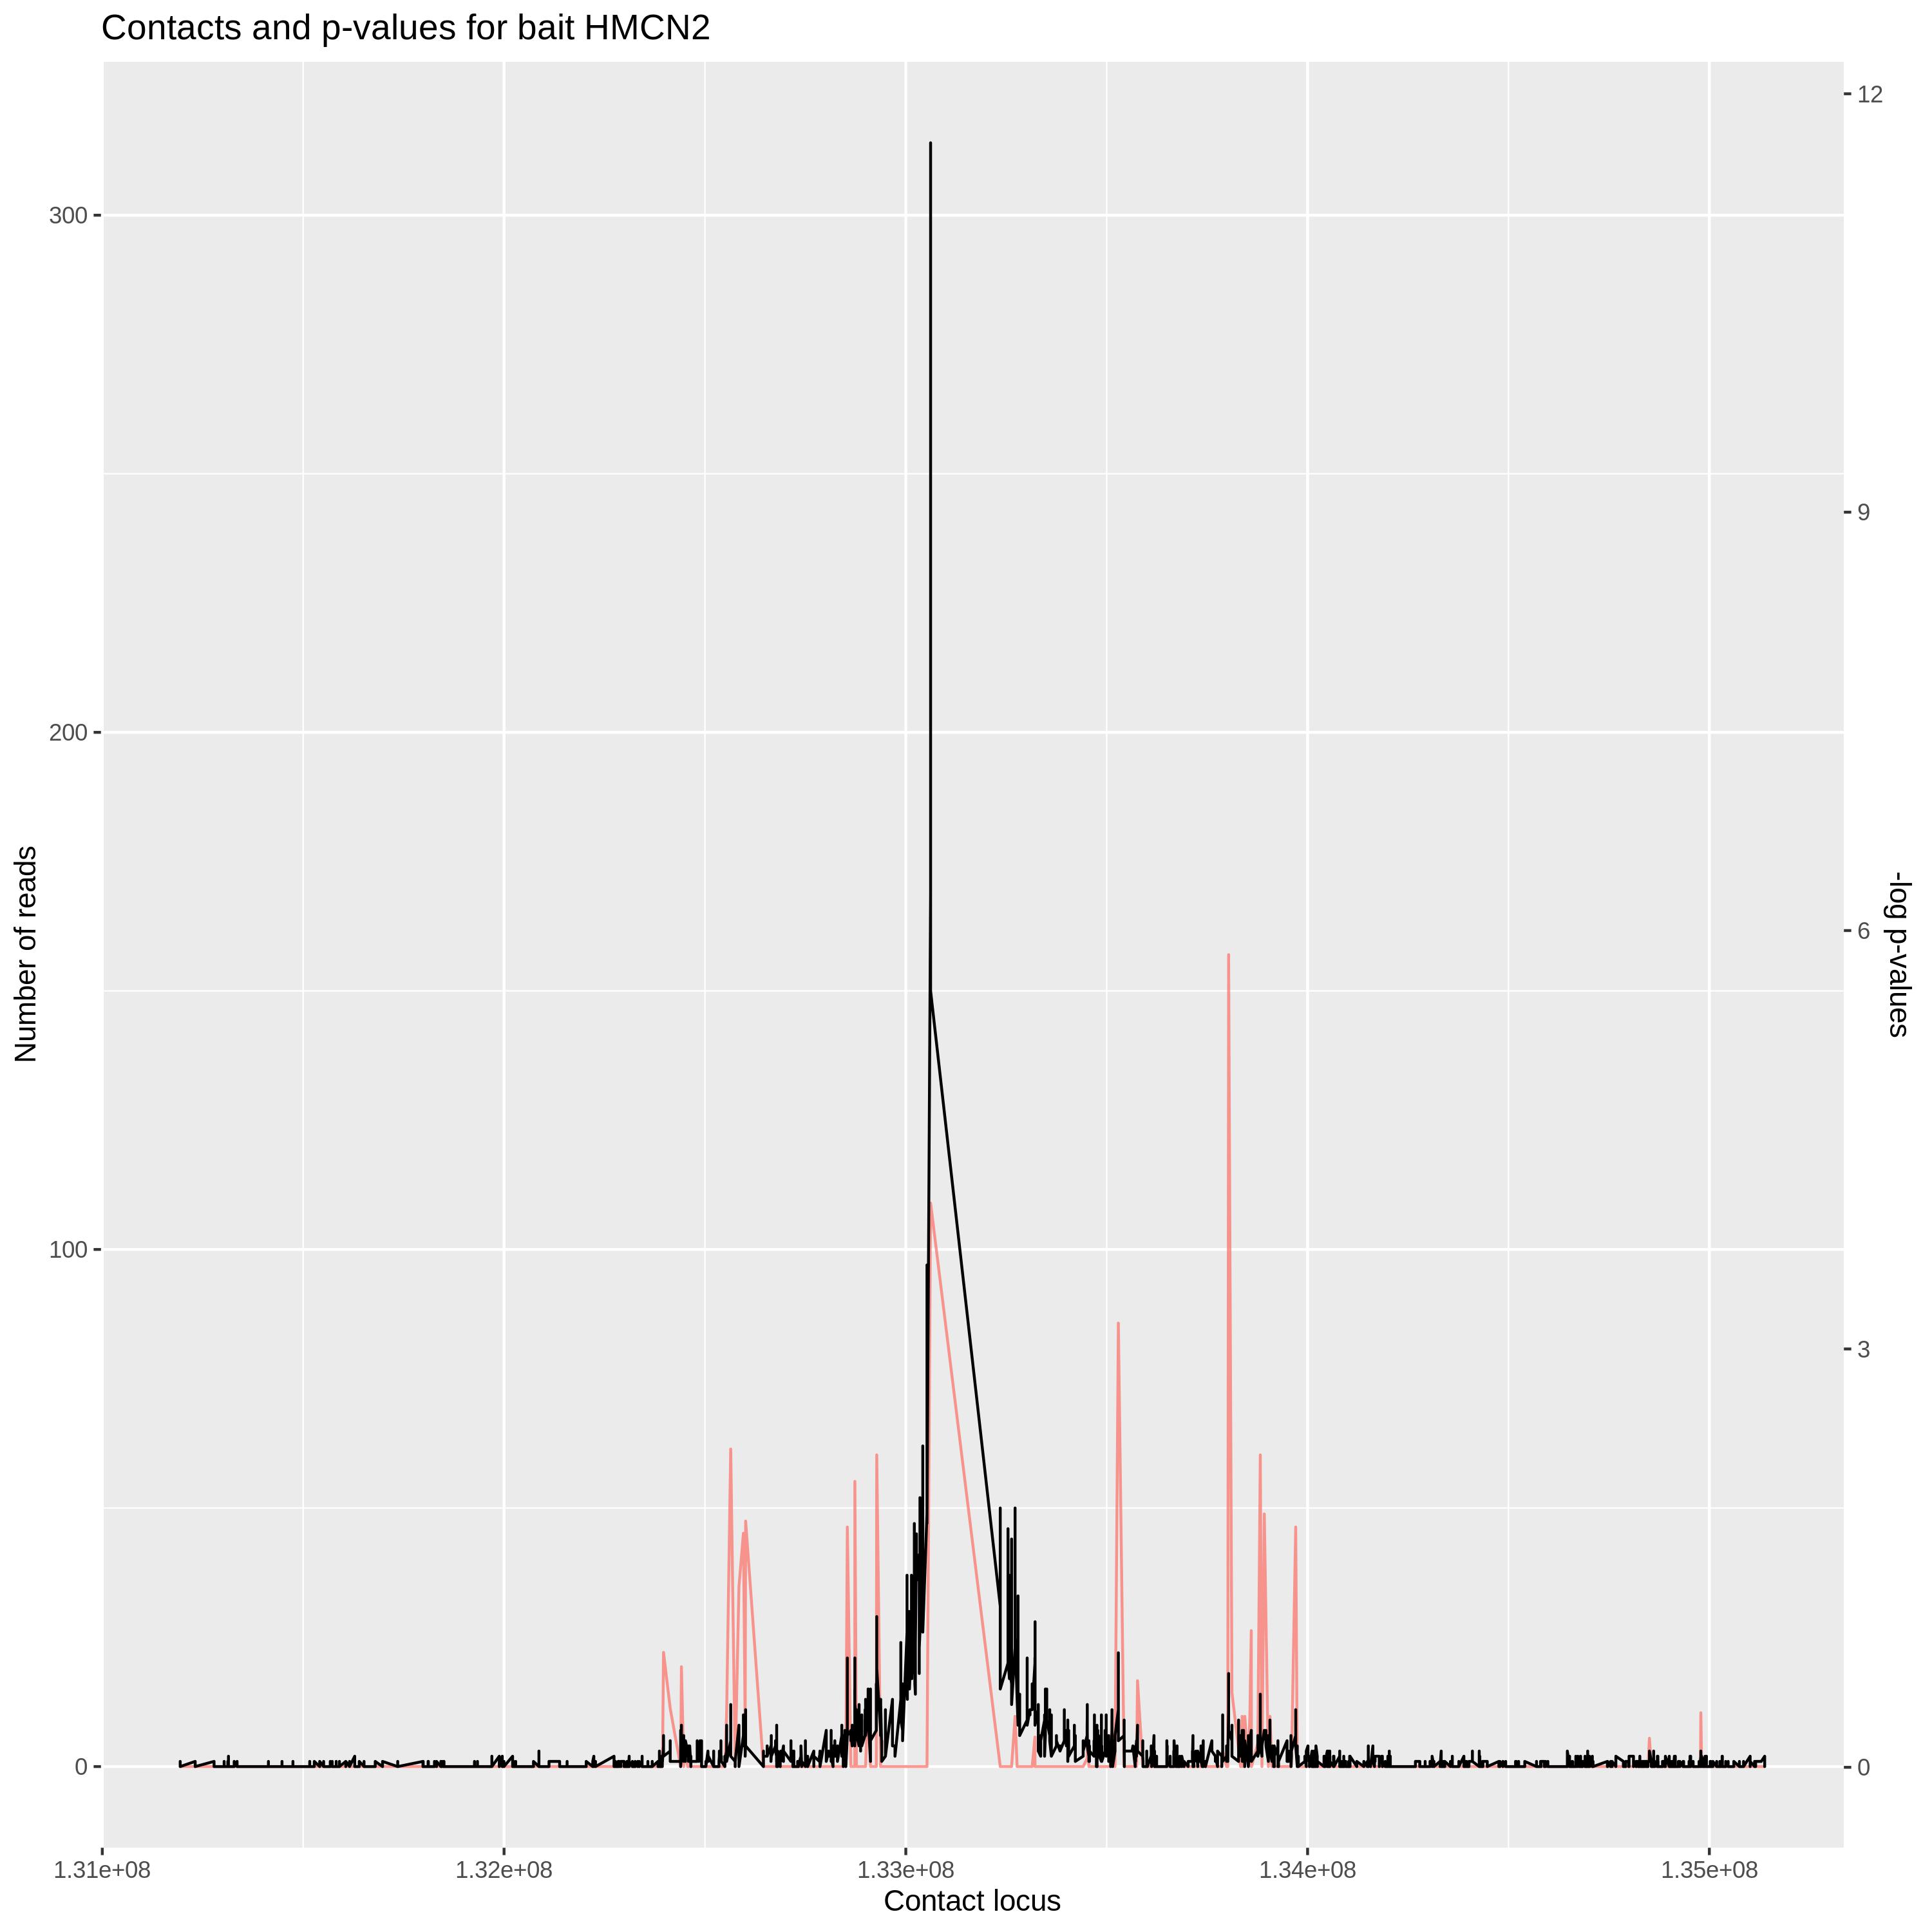 Contacts and p-values for bait HMCN2
300
200
100
0
Number of reads
12
9
6
3
0
-log p-values
1.31e+08
1.32e+08
1.33e+08
1.34e+08
1.35e+08
Contact locus